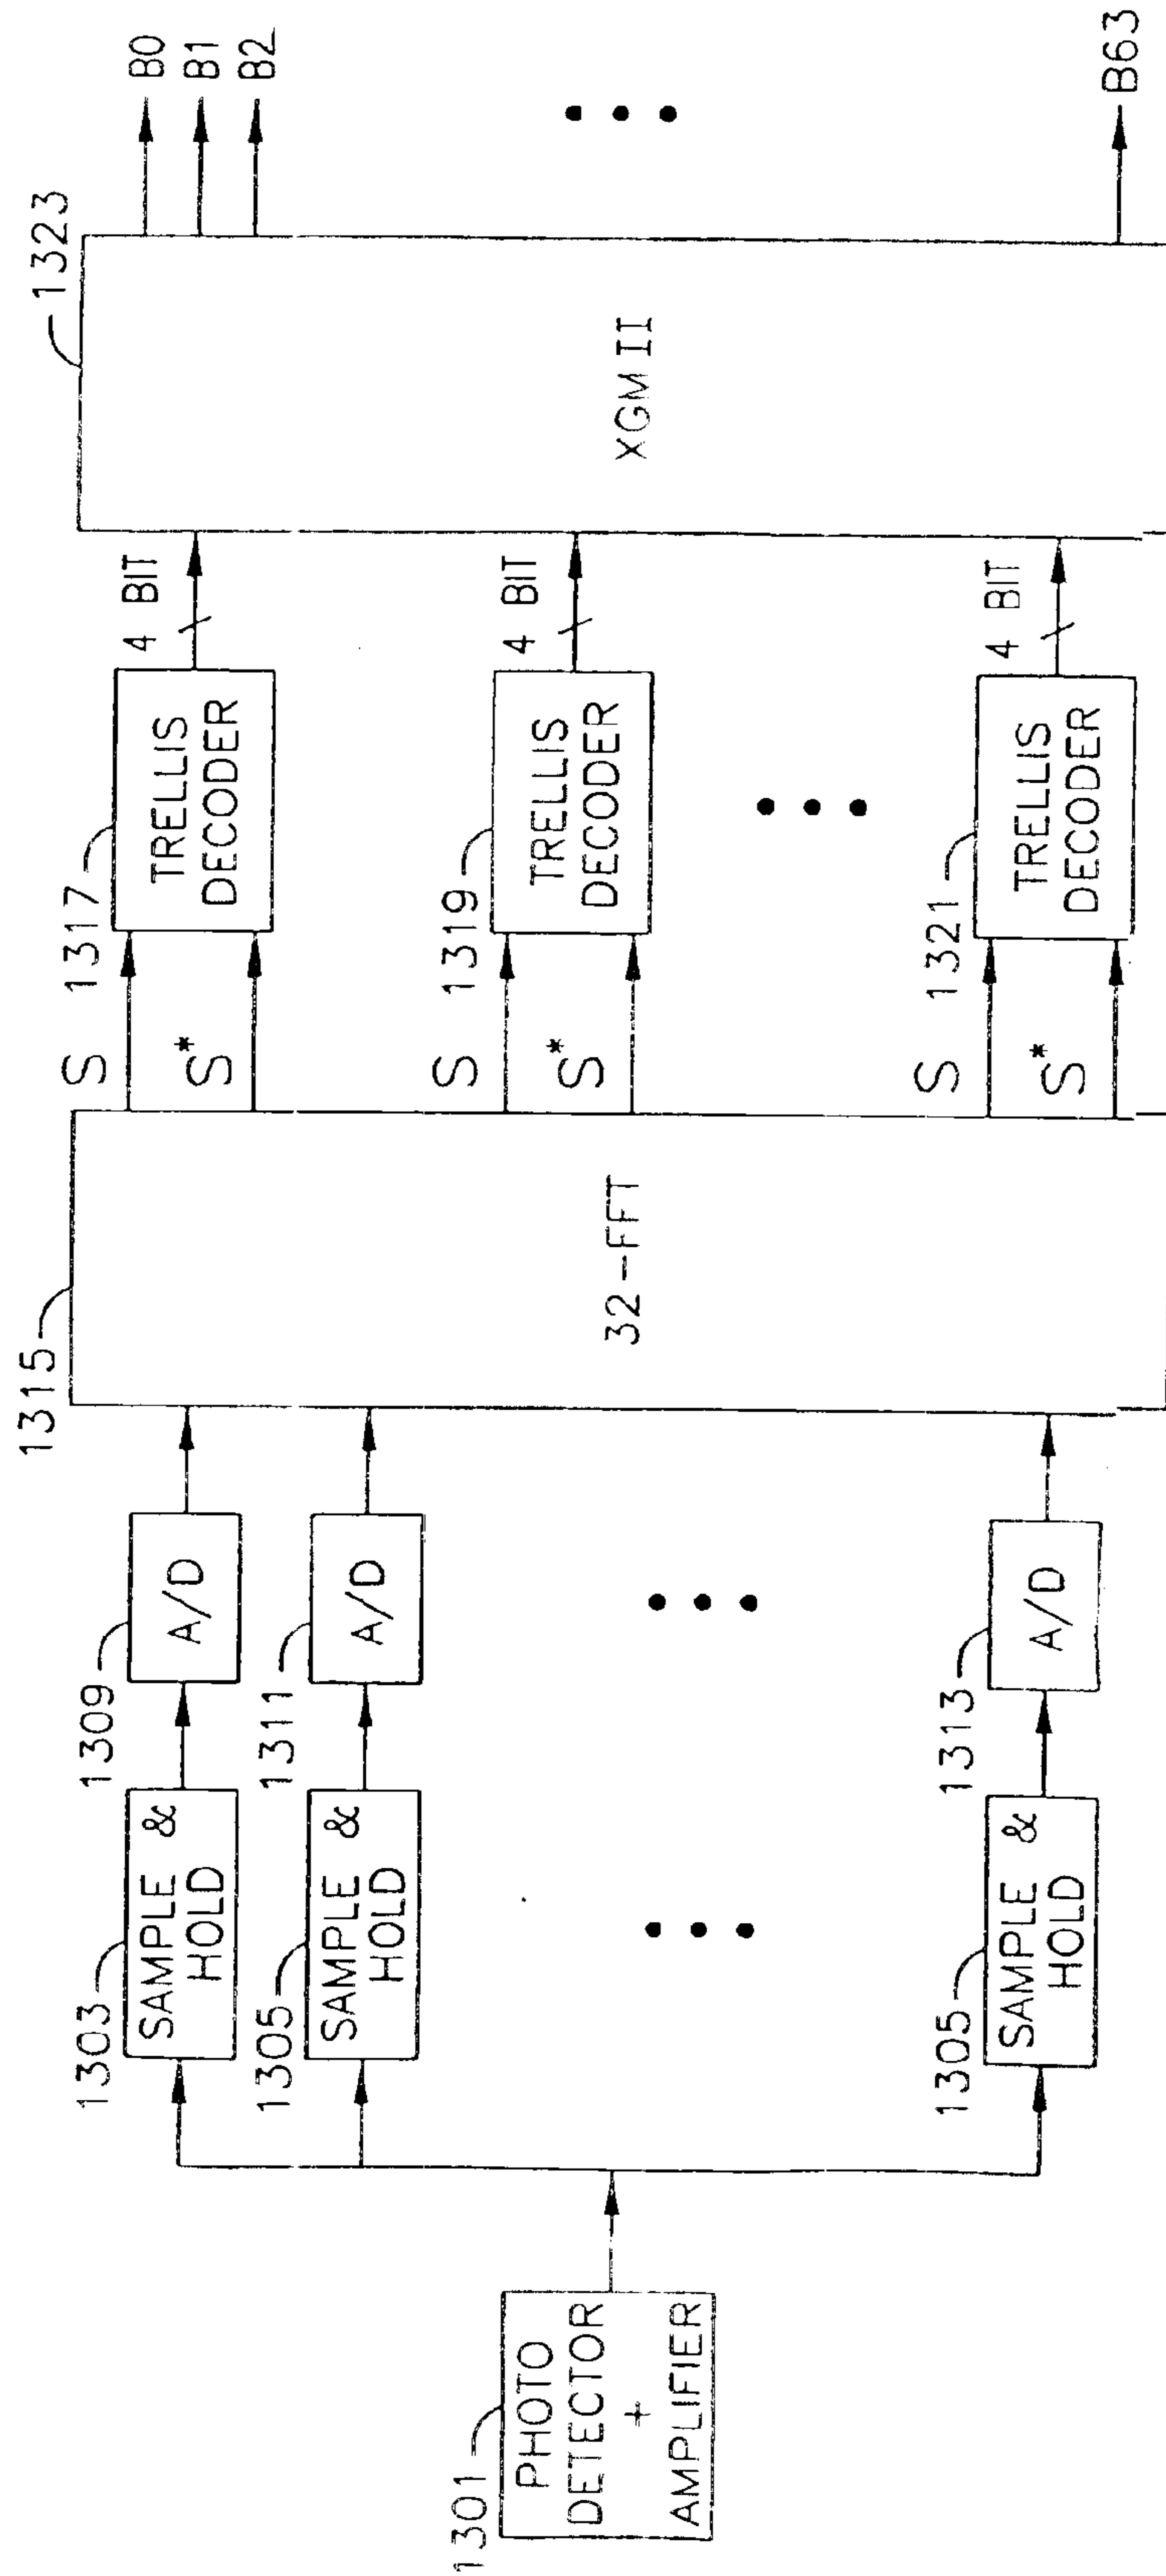 1301
PHOTO
DETECTOR
+
AMPLIFIER
1303
SAMPLE &
HOLD
1305
SAMPLE &
HOLD
1305
SAMPLE &
HOLD
1309
A/D
1311
A/D
1313
A/D
1315
32-FFT
S
S*
S
S*
S
S*
1317
TRELLIS
DECODER
1319
TRELLIS
DECODER
1321
TRELLIS
DECODER
4 BIT
4 BIT
4 BIT
1323
XGMII
B0
B1
B2
B63